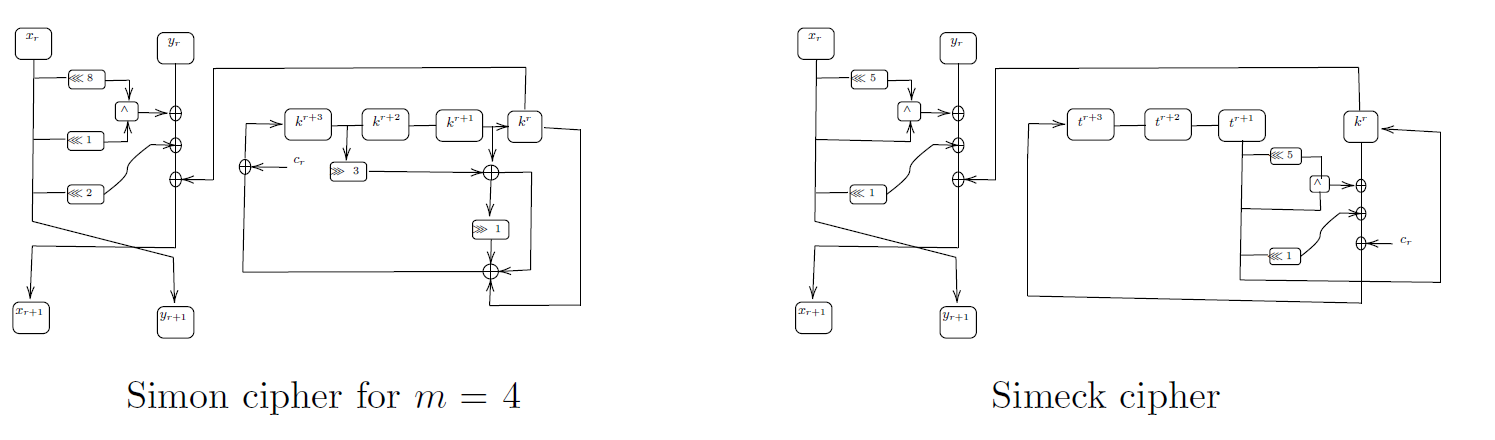 x_r y_r
⋘ 8
∧
⋘ 1
⋘ 2
k^{r+3} k^{r+2} k^{r+1} k^r
c_r
⋙ 3
⋙ 1
x_{r+1} y_{r+1}
Simon cipher for m = 4
x_r y_r
⋘ 5
∧
⋘ 1
t^{r+3} t^{r+2} t^{r+1} k^r
⋘ 5
∧
c_r
⋘ 1
x_{r+1} y_{r+1}
Simeck cipher